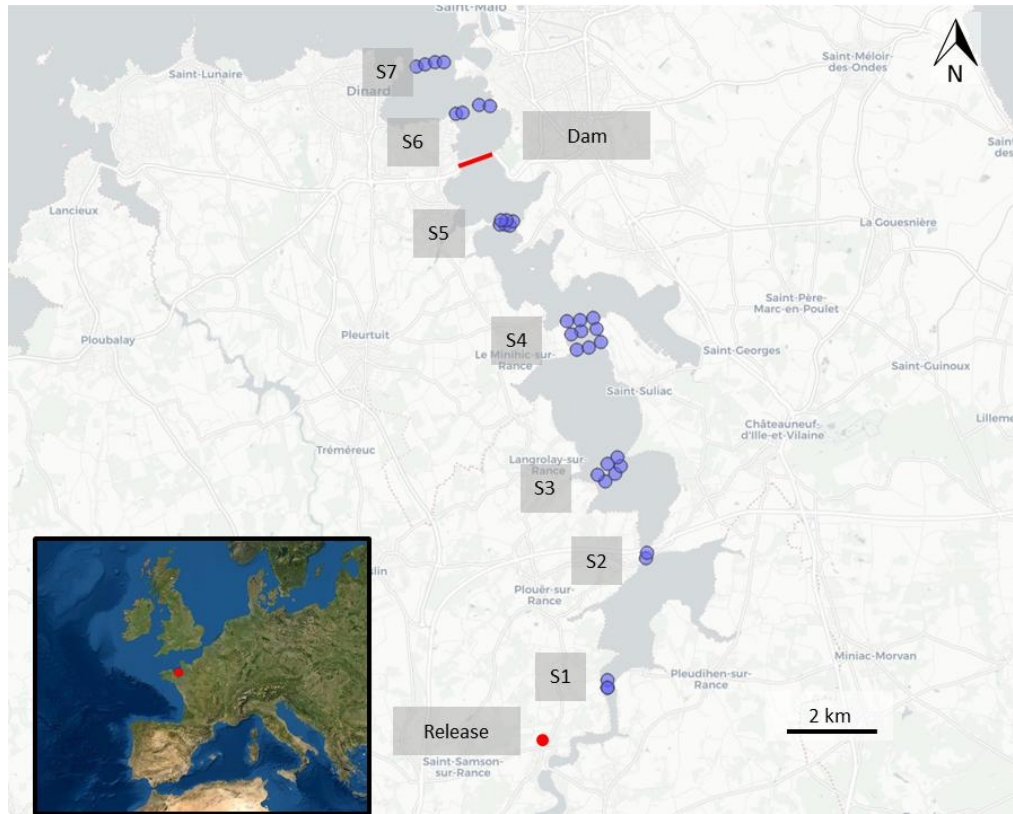 Saint-Malo
Saint-Méloir-
des-Ondes
N
Saint-Lunaire
S7
Dinard
S6
Dam
Lancieux
S5
La Gouesnière
Saint-Père-
Marc-en-Poulet
Ploubalay
Pleurtuit
S4
Le Minihic-sur-
Rance
Saint-Georges
Saint-Guinoux
Saint-Suliac
Lilleme
Châteauneuf-
d'Ille-et-Vilaine
Tréméreuc
Langrolay-sur-
Rance
S3
S2
Plouër-sur-
Rance
Miniac-Morvan
S1
Pleudihen-sur-
Rance
Release
2 km
Saint-Samson-
sur-Rance